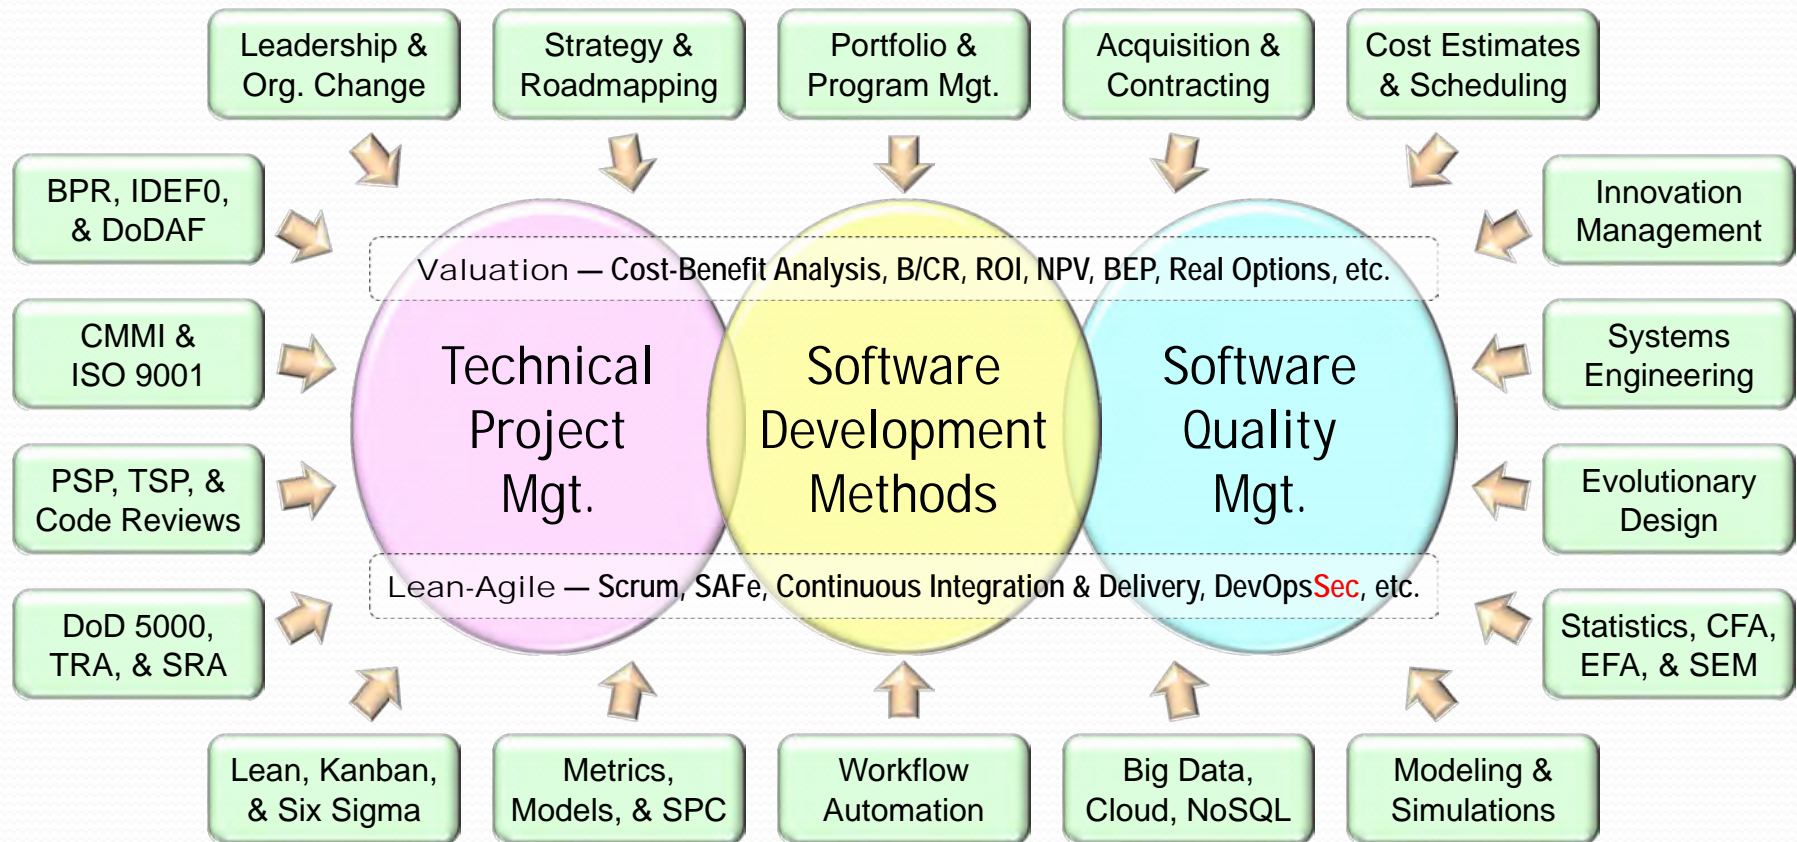 Leadership &
Org. Change
Strategy &
Roadmapping
Portfolio &
Program Mgt.
Acquisition &
Contracting
Cost Estimates
& Scheduling
BPR, IDEF0,
& DoDAF
CMMI &
ISO 9001
PSP, TSP, &
Code Reviews
DoD 5000,
TRA, & SRA
Valuation — Cost-Benefit Analysis, B/CR, ROI, NPV, BEP, Real Options, etc.
Technical
Project
Mgt.
Software
Development
Methods
Software
Quality
Mgt.
Lean-Agile — Scrum, SAFe, Continuous Integration & Delivery, DevOpsSec, etc.
Innovation
Management
Systems
Engineering
Evolutionary
Design
Statistics, CFA,
EFA, & SEM
Lean, Kanban,
& Six Sigma
Metrics,
Models, & SPC
Workflow
Automation
Big Data,
Cloud, NoSQL
Modeling &
Simulations